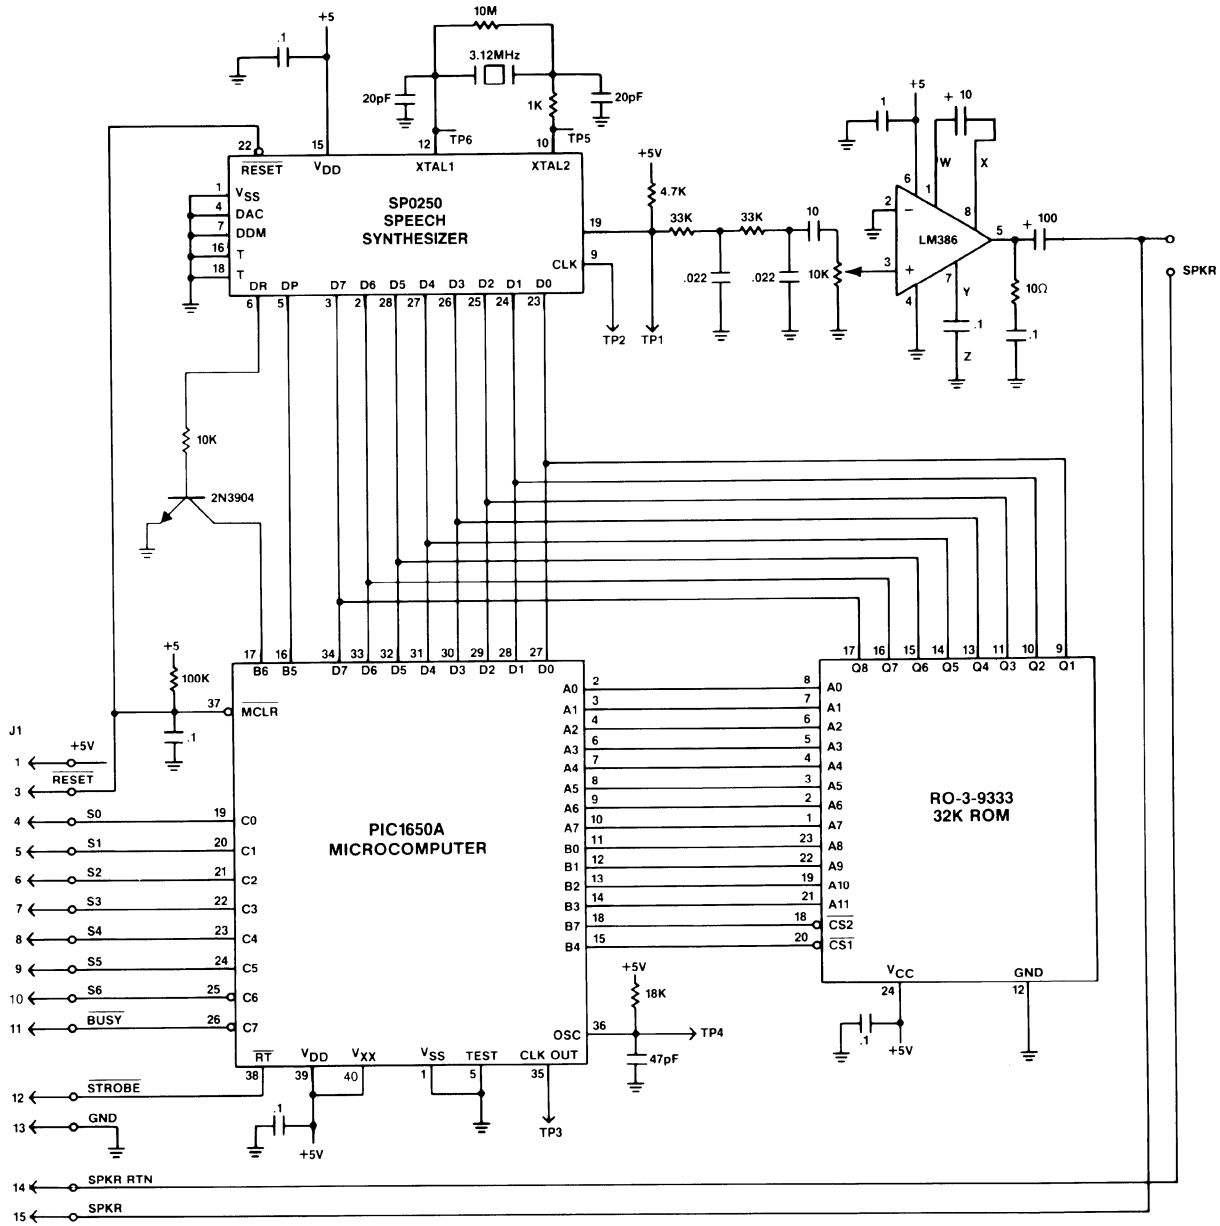 10M
+5
.1
3.12MHz
20pF
1K
20pF
TP6
TP5
22 15 12 10
RESET VDD XTAL1 XTAL2
SP0250
SPEECH
SYNTHESIZER
1 VSS
4 DAC
7 DDM
16 T
18 T
19
9
CLK
DR DP D7 D6 D5 D4 D3 D2 D1 D0
6 5 3 2 28 27 26 25 24 23
+5V
4.7K
33K 33K 10
.022 .022 10K
TP2 TP1
+5
1
+ 10
W X
6 1 8
2 −
LM386
5
3 +
4 7
Y
.1
Z
+ 100
10Ω
.1
SPKR
10K
2N3904
+5
100K
.1
17 16 34 33 32 31 30 29 28 27
B6 B5 D7 D6 D5 D4 D3 D2 D1 D0
37 MCLR
PIC1650A
MICROCOMPUTER
17 16 15 14 13 11 10 9
Q8 Q7 Q6 Q5 Q4 Q3 Q2 Q1
A0 2 8 A0
A1 3 7 A1
A2 4 6 A2
A3 6 5 A3
A4 7 4 A4
A5 8 3 A5
A6 9 2 A6
A7 10 1 A7
B0 11 23 A8
B1 12 22 A9
B2 13 19 A10
B3 14 21 A11
B7 18 18 CS2
B4 15 20 CS1
RO-3-9333
32K ROM
VCC GND
24 12
.1
+5V
J1
1 +5V
3 RESET
4 S0 19 C0
5 S1 20 C1
6 S2 21 C2
7 S3 22 C3
8 S4 23 C4
9 S5 24 C5
10 S6 25 C6
11 BUSY 26 C7
+5V
18K
OSC 36 TP4
47pF
RT VDD VXX VSS TEST CLK OUT
38 39 40 1 5 35
12 STROBE
13 GND
.1
+5V
TP3
14 SPKR RTN
15 SPKR